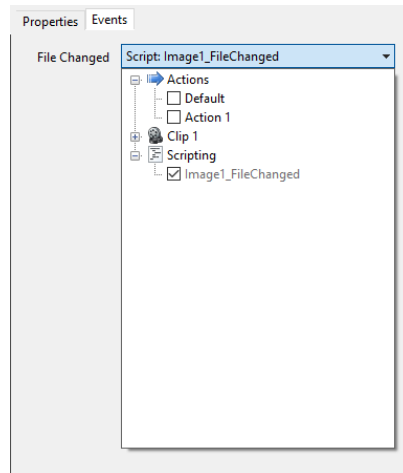 Properties Events
File Changed Script: Image1_FileChanged
Actions
Default
Action 1
Clip 1
Scripting
Image1_FileChanged